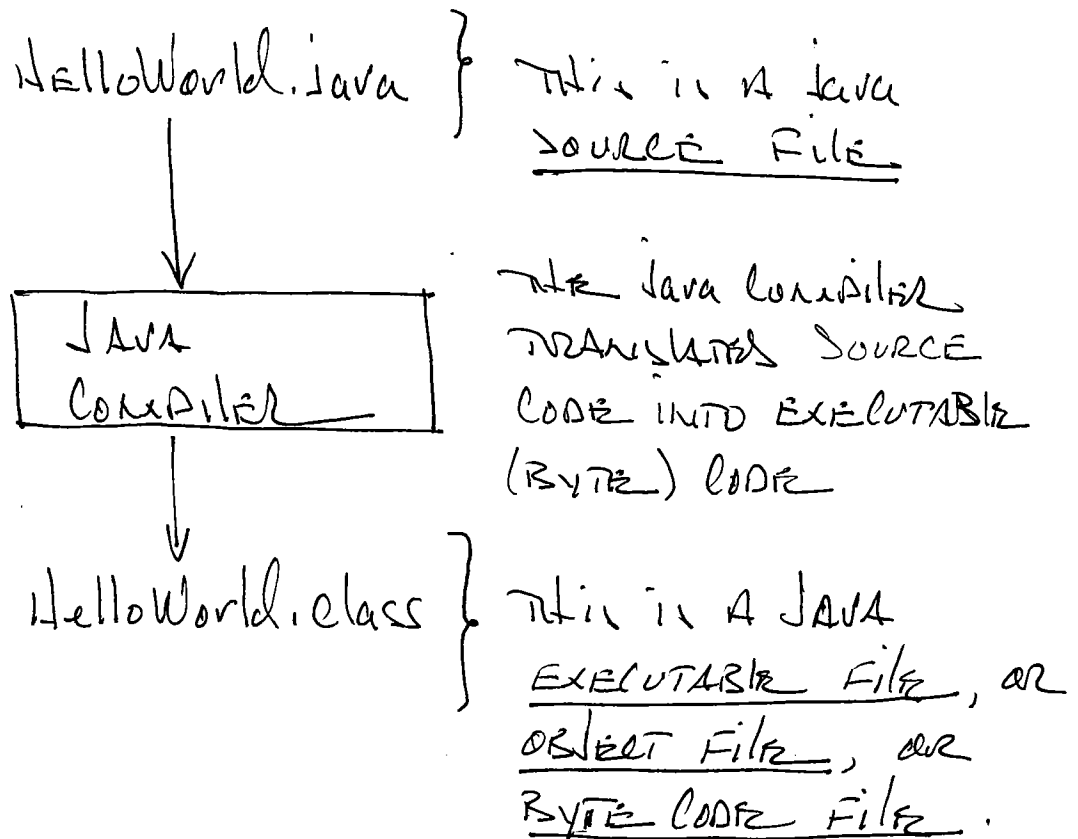 HelloWorld.java
This is A Java
SOURCE File
JAVA
COMPILER
THE Java Compiler
TRANSLATES SOURCE
CODE INTO EXECUTABLE
(BYTE) CODE
HelloWorld.class
This is A JAVA
EXECUTABLE File, OR
OBJECT File, OR
BYTE CODE File.